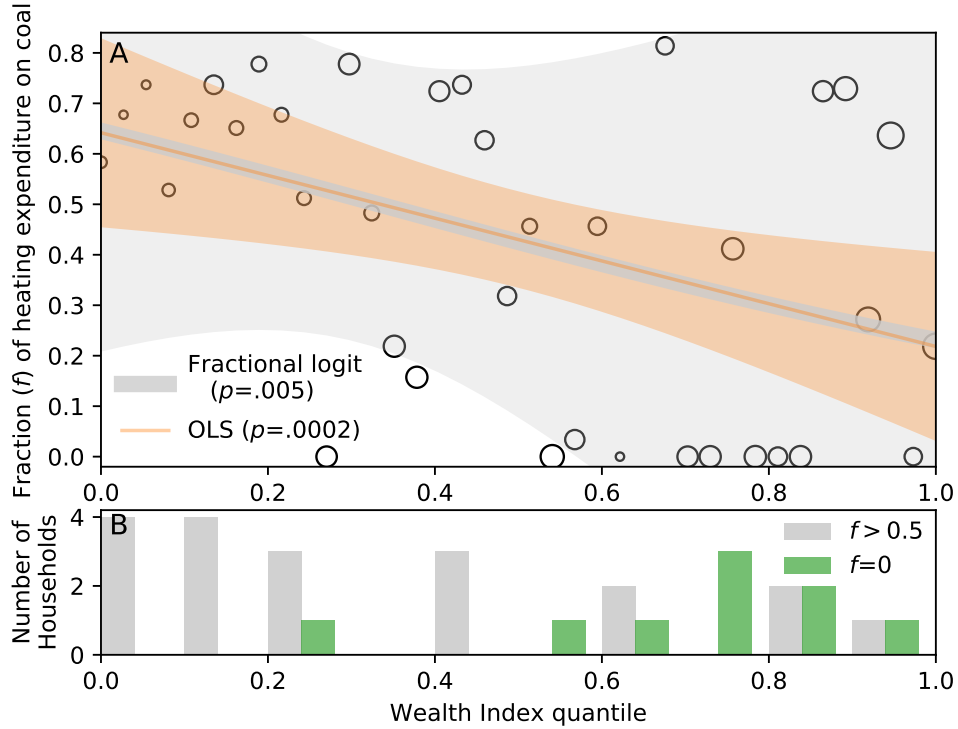 Fraction (f) of heating expenditure on coal
A
0.8
0.7
0.6
0.5
0.4
0.3
0.2
0.1
0.0
Fractional logit
(p=.005)
OLS (p=.0002)
0.0 0.2 0.4 0.6 0.8 1.0
Number of
Households
B
4
2
0
f > 0.5
f=0
0.0 0.2 0.4 0.6 0.8 1.0
Wealth Index quantile